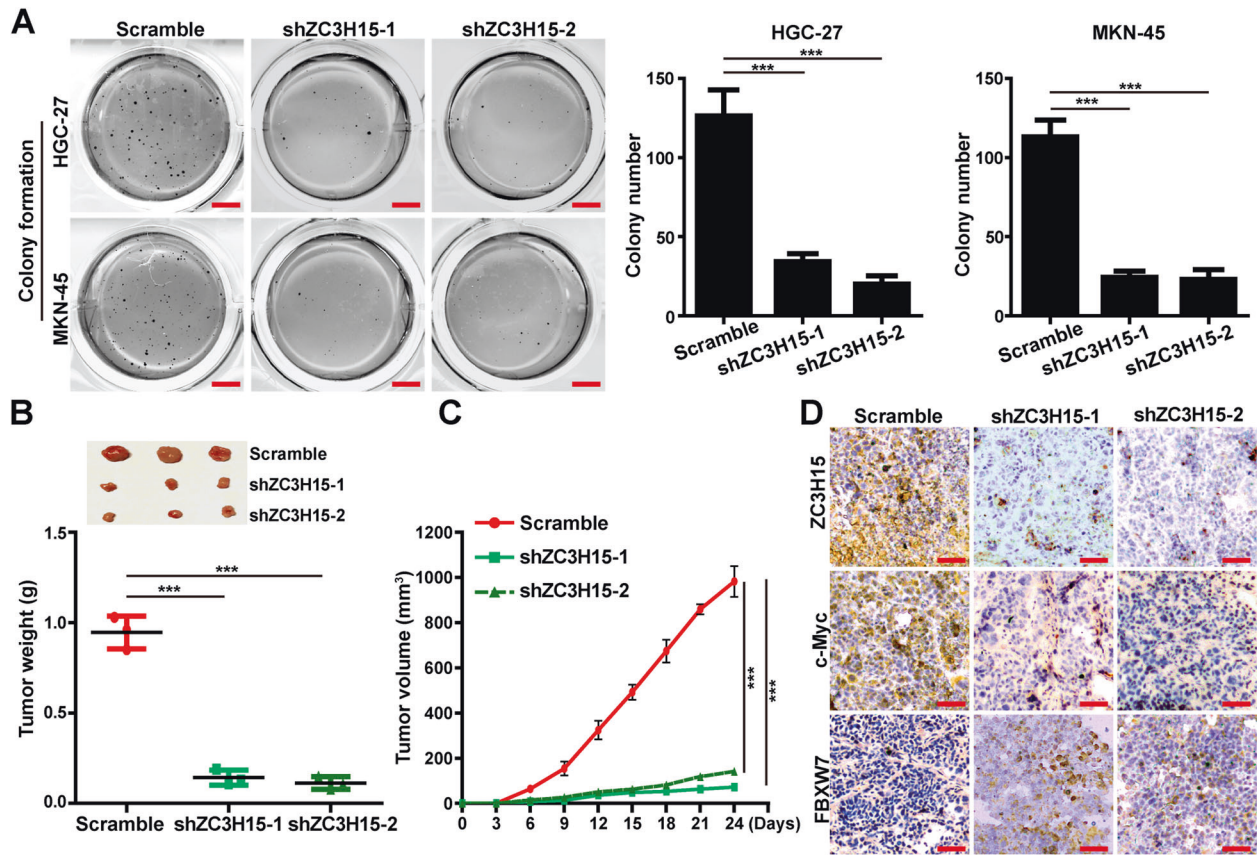 A
Scramble shZC3H15-1 shZC3H15-2
Colony formation
HGC-27
MKN-45
HGC-27
***
***
Colony number
150
100
50
0
Scramble
shZC3H15-1
shZC3H15-2
MKN-45
***
***
Colony number
150
100
50
0
Scramble
shZC3H15-1
shZC3H15-2
B
Scramble
shZC3H15-1
shZC3H15-2
Tumor weight (g)
1.5
1.0
0.5
0.0
***
***
Scramble shZC3H15-1 shZC3H15-2
C
Scramble
shZC3H15-1
shZC3H15-2
Tumor volume (mm³)
1200
1000
800
600
400
200
0
***
***
0 3 6 9 12 15 18 21 24 (Days)
D
Scramble shZC3H15-1 shZC3H15-2
ZC3H15
c-Myc
FBXW7